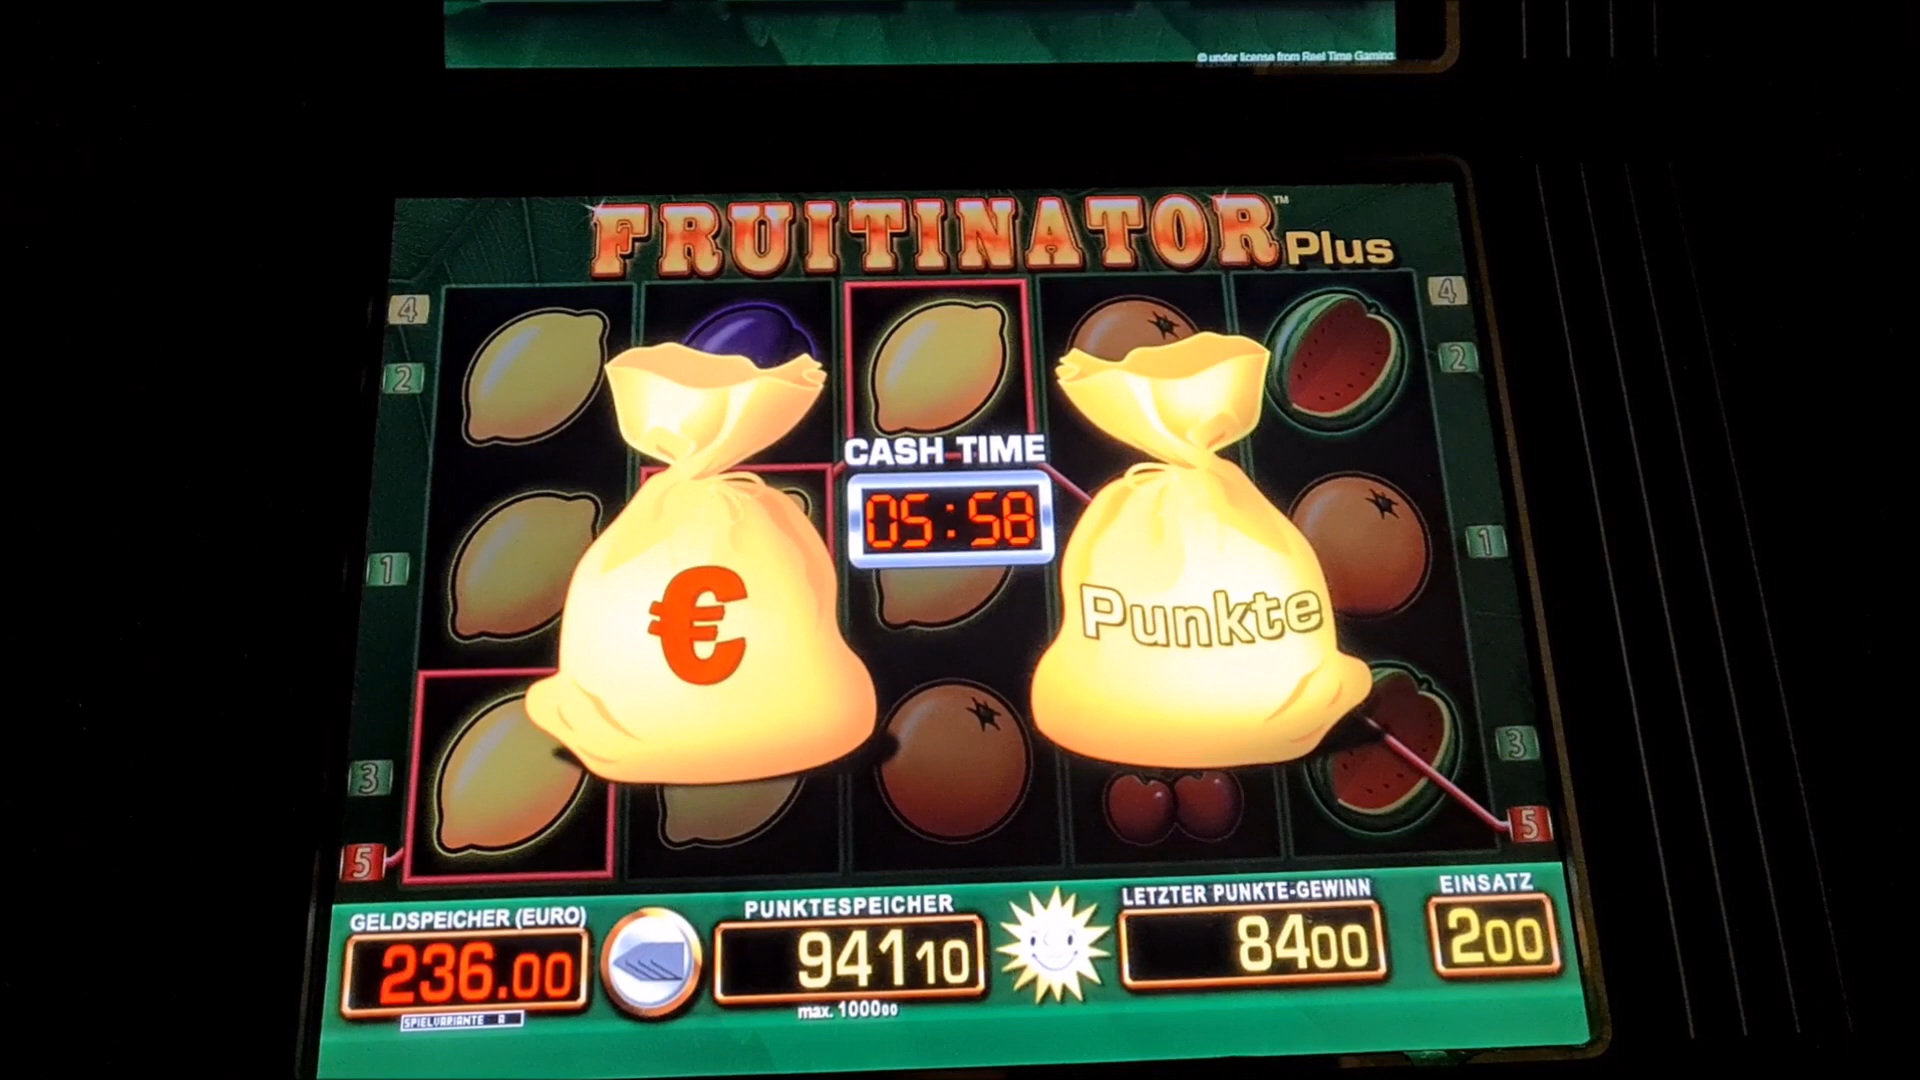 © under license from Reel Time Gaming
FRUITINATOR™ Plus
4 4
2 2
CASH TIME
05:58
1 1
€ Punkte
3 3
5 5
GELDSPEICHER (EURO) PUNKTESPEICHER LETZTER PUNKTE-GEWINN EINSATZ
236.00 94110 8400 200
SPIELVARIANTE A max. 100000